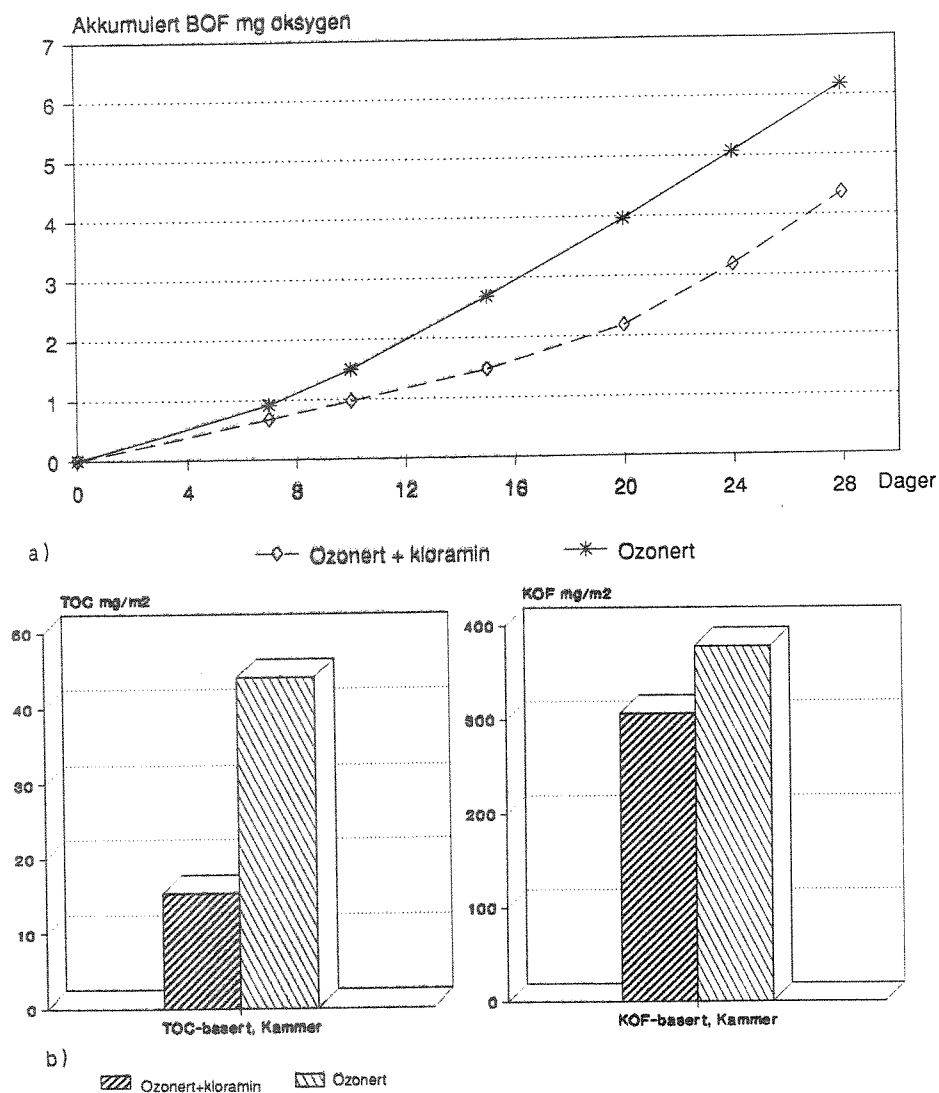 Akkumulert BOF mg oksygen
7
6
5
4
3
2
1
0
0 4 8 12 16 20 24 28 Dager
a) Ozonert + kloramin Ozonert
TOC mg/m2
50
40
30
20
10
0
TOC-basert, Kammer
KOF mg/m2
400
300
200
100
0
KOF-basert, Kammer
b)
Ozonert+kloramin Ozonert